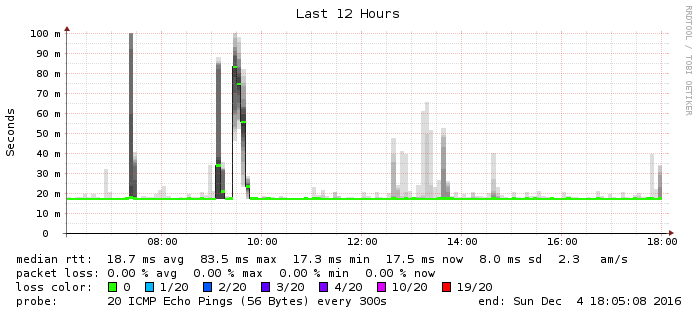 Last 12 Hours
RRDTOOL / TOBI OETIKER
Seconds
100 m
90 m
80 m
70 m
60 m
50 m
40 m
30 m
20 m
10 m
0
08:00 10:00 12:00 14:00 16:00 18:00
median rtt: 18.7 ms avg 83.5 ms max 17.3 ms min 17.5 ms now 8.0 ms sd 2.3 am/s
packet loss: 0.00 % avg 0.00 % max 0.00 % min 0.00 % now
loss color: 0 1/20 2/20 3/20 4/20 10/20 19/20
probe: 20 ICMP Echo Pings (56 Bytes) every 300s end: Sun Dec 4 18:05:08 2016